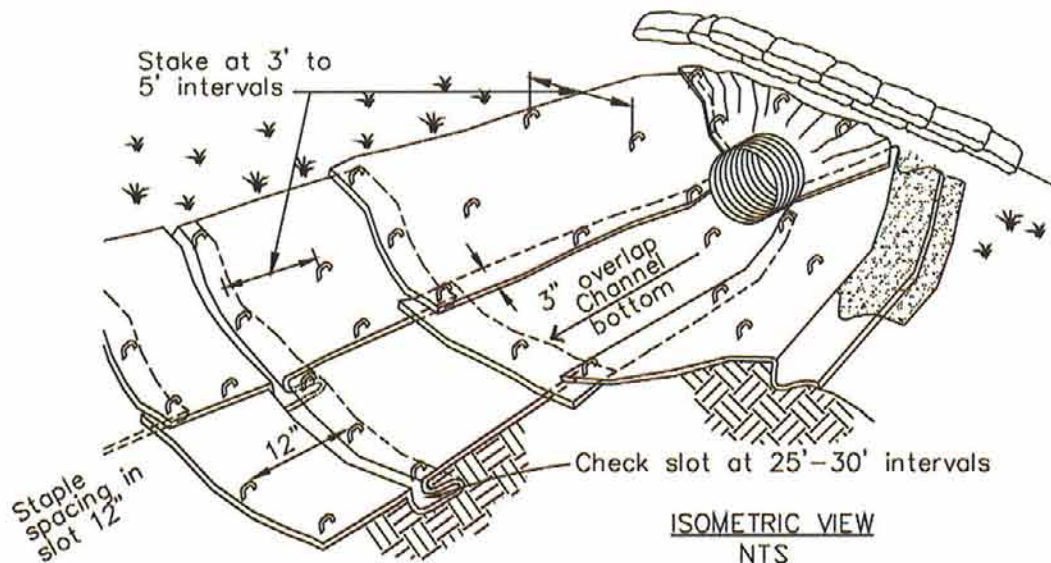 Stake at 3' to
5' intervals
3" overlap
Channel
bottom
12"
Staple
spacing in
slot 12"
Check slot at 25'-30' intervals
ISOMETRIC VIEW
NTS